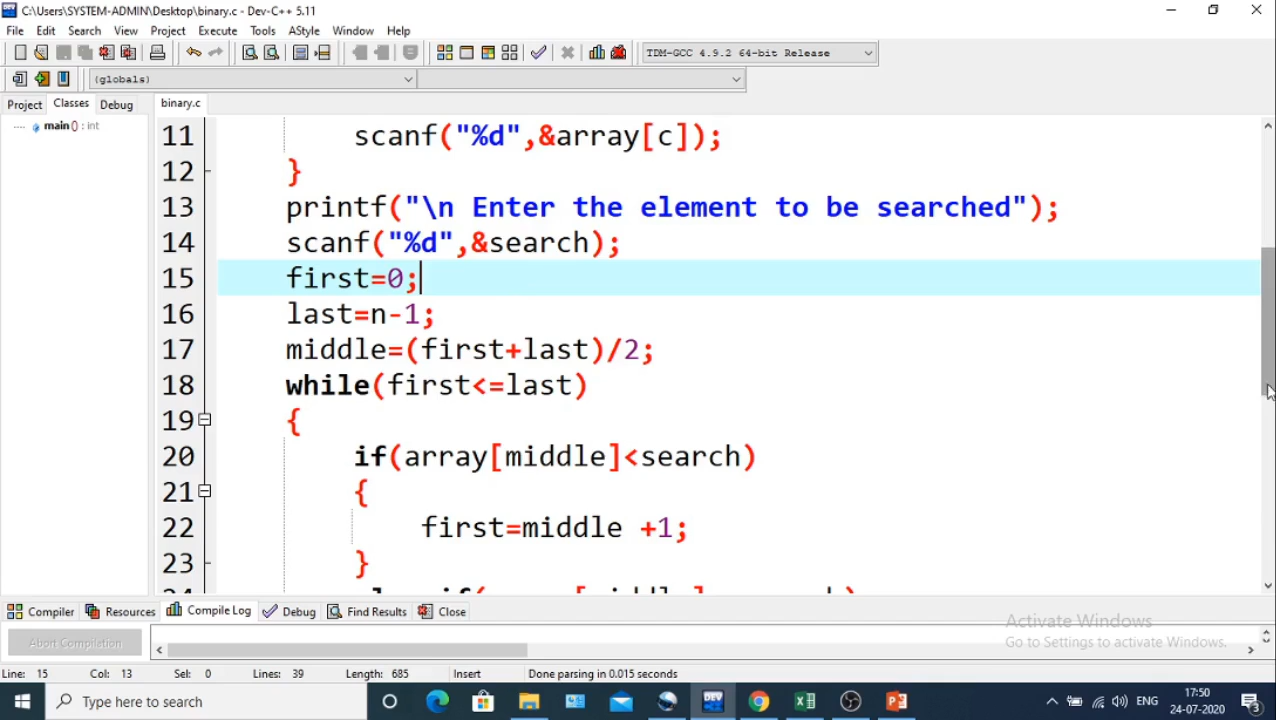 C:\Users\SYSTEM-ADMIN\Desktop\binary.c - Dev-C++ 5.11
File Edit Search View Project Execute Tools AStyle Window Help
TDM-GCC 4.9.2 64-bit Release
(globals)
Project Classes Debug binary.c
main () : int
11 scanf("%d",&array[c]);
12 }
13 printf("\n Enter the element to be searched");
14 scanf("%d",&search);
15 first=0;
16 last=n-1;
17 middle=(first+last)/2;
18 while(first<=last)
19 {
20 if(array[middle]<search)
21 {
22 first=middle +1;
23 }
Compiler Resources Compile Log Debug Find Results Close
Abort Compilation
Activate Windows
Go to Settings to activate Windows.
Line: 15 Col: 13 Sel: 0 Lines: 39 Length: 685 Insert Done parsing in 0.015 seconds
Type here to search
DEV
ENG
17:50
24-07-2020
3